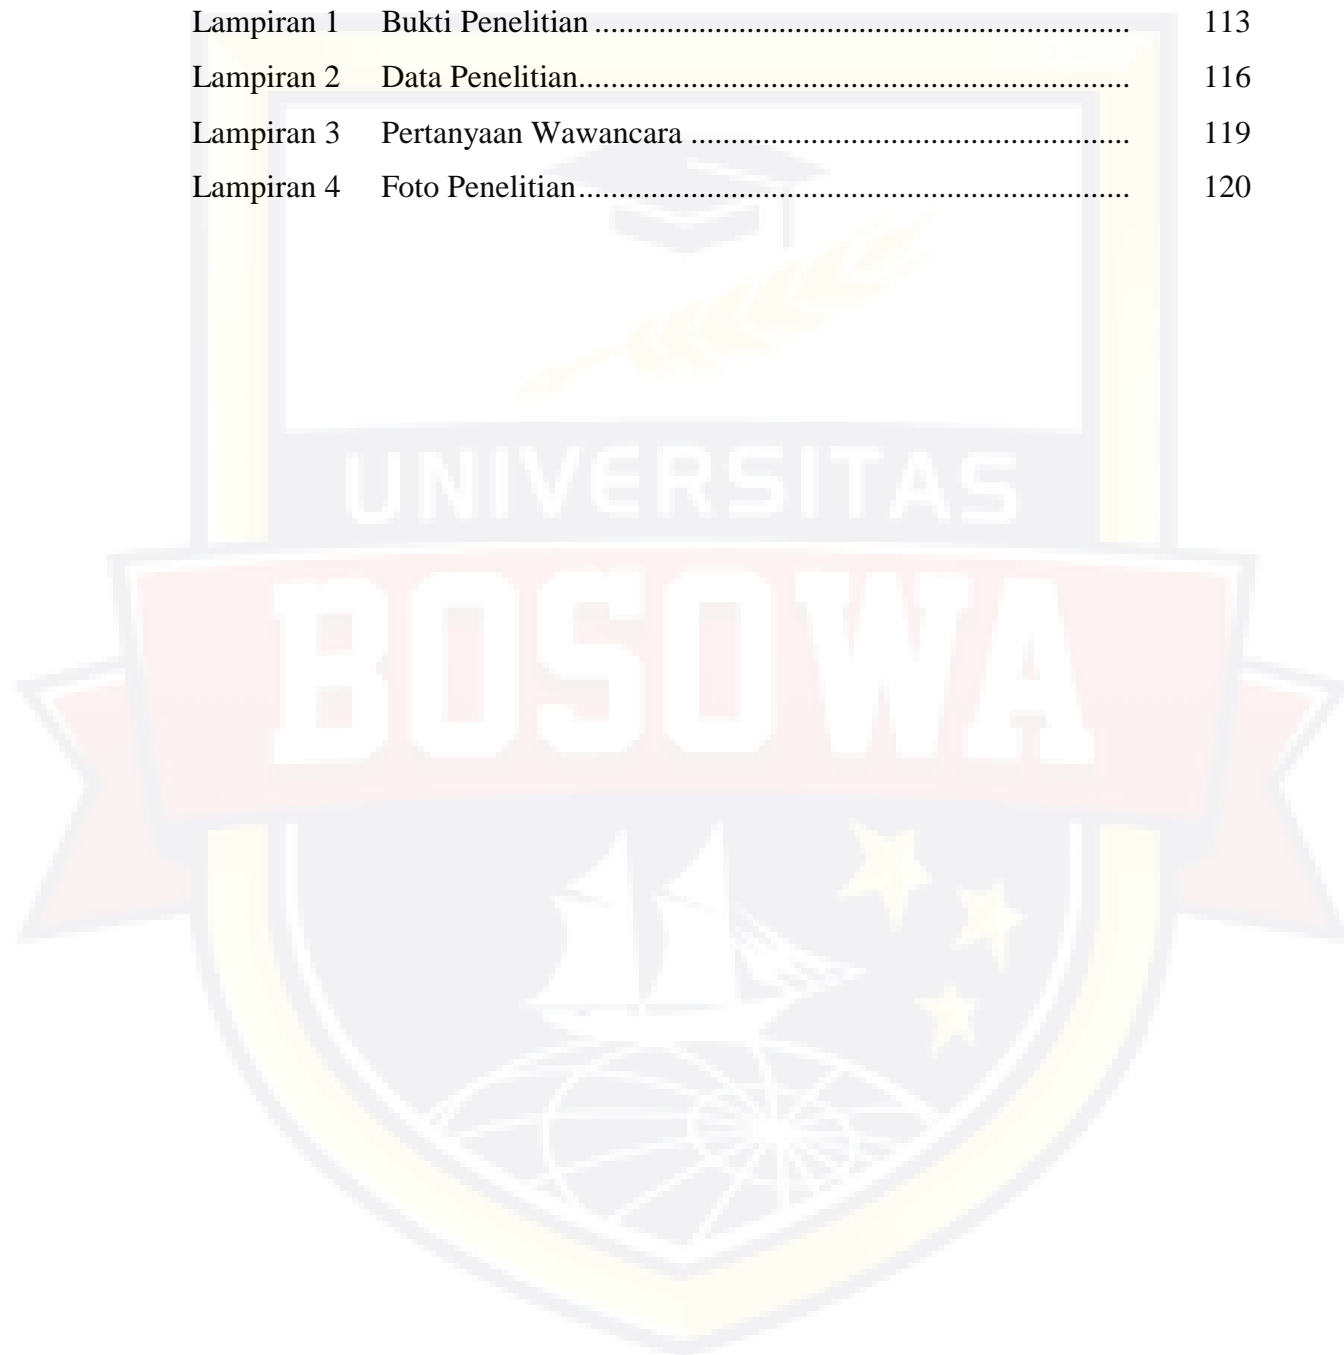 Lampiran 1 Bukti Penelitian .................................................................. 113
Lampiran 2 Data Penelitian.................................................................... 116
Lampiran 3 Pertanyaan Wawancara ...................................................... 119
Lampiran 4 Foto Penelitian.................................................................... 120
UNIVERSITAS
BOSOWA